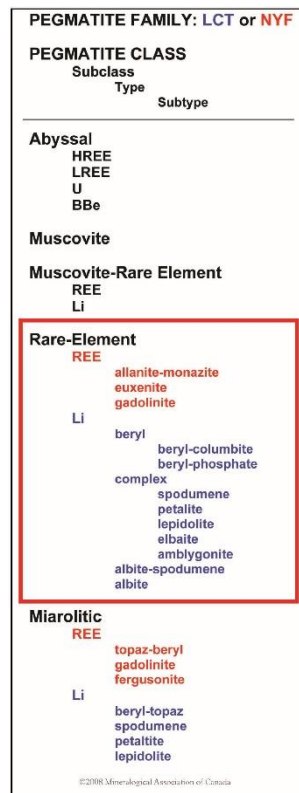 PEGMATITE FAMILY: LCT or NYF
PEGMATITE CLASS
Subclass
Type
Subtype
Abyssal
HREE
LREE
U
BBe
Muscovite
Muscovite-Rare Element
REE
Li
Rare-Element
REE
allanite-monazite
euxenite
gadolinite
Li
beryl
beryl-columbite
beryl-phosphate
complex
spodumene
petalite
lepidolite
elbaite
amblygonite
albite-spodumene
albite
Miarolitic
REE
topaz-beryl
gadolinite
fergusonite
Li
beryl-topaz
spodumene
petaltite
lepidolite
©2008 Mineralogical Association of Canada